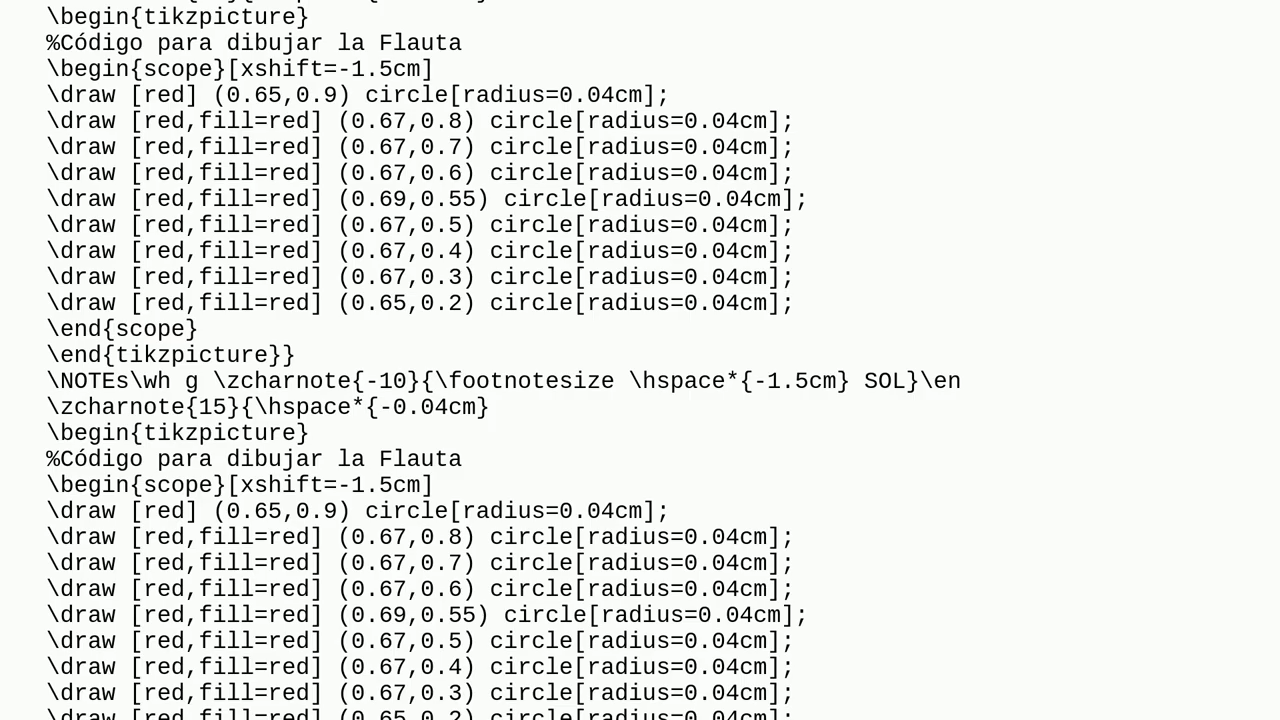 \begin{tikzpicture}
%Código para dibujar la Flauta
\begin{scope}[xshift=-1.5cm]
\draw [red] (0.65,0.9) circle[radius=0.04cm];
\draw [red,fill=red] (0.67,0.8) circle[radius=0.04cm];
\draw [red,fill=red] (0.67,0.7) circle[radius=0.04cm];
\draw [red,fill=red] (0.67,0.6) circle[radius=0.04cm];
\draw [red,fill=red] (0.69,0.55) circle[radius=0.04cm];
\draw [red,fill=red] (0.67,0.5) circle[radius=0.04cm];
\draw [red,fill=red] (0.67,0.4) circle[radius=0.04cm];
\draw [red,fill=red] (0.67,0.3) circle[radius=0.04cm];
\draw [red,fill=red] (0.65,0.2) circle[radius=0.04cm];
\end{scope}
\end{tikzpicture}}
\NOTEs\wh g \zcharnote{-10}{\footnotesize \hspace*{-1.5cm} SOL}\en
\zcharnote{15}{\hspace*{-0.04cm}
\begin{tikzpicture}
%Código para dibujar la Flauta
\begin{scope}[xshift=-1.5cm]
\draw [red] (0.65,0.9) circle[radius=0.04cm];
\draw [red,fill=red] (0.67,0.8) circle[radius=0.04cm];
\draw [red,fill=red] (0.67,0.7) circle[radius=0.04cm];
\draw [red,fill=red] (0.67,0.6) circle[radius=0.04cm];
\draw [red,fill=red] (0.69,0.55) circle[radius=0.04cm];
\draw [red,fill=red] (0.67,0.5) circle[radius=0.04cm];
\draw [red,fill=red] (0.67,0.4) circle[radius=0.04cm];
\draw [red,fill=red] (0.67,0.3) circle[radius=0.04cm];
\draw [red,fill=red] (0.65,0.2) circle[radius=0.04cm];